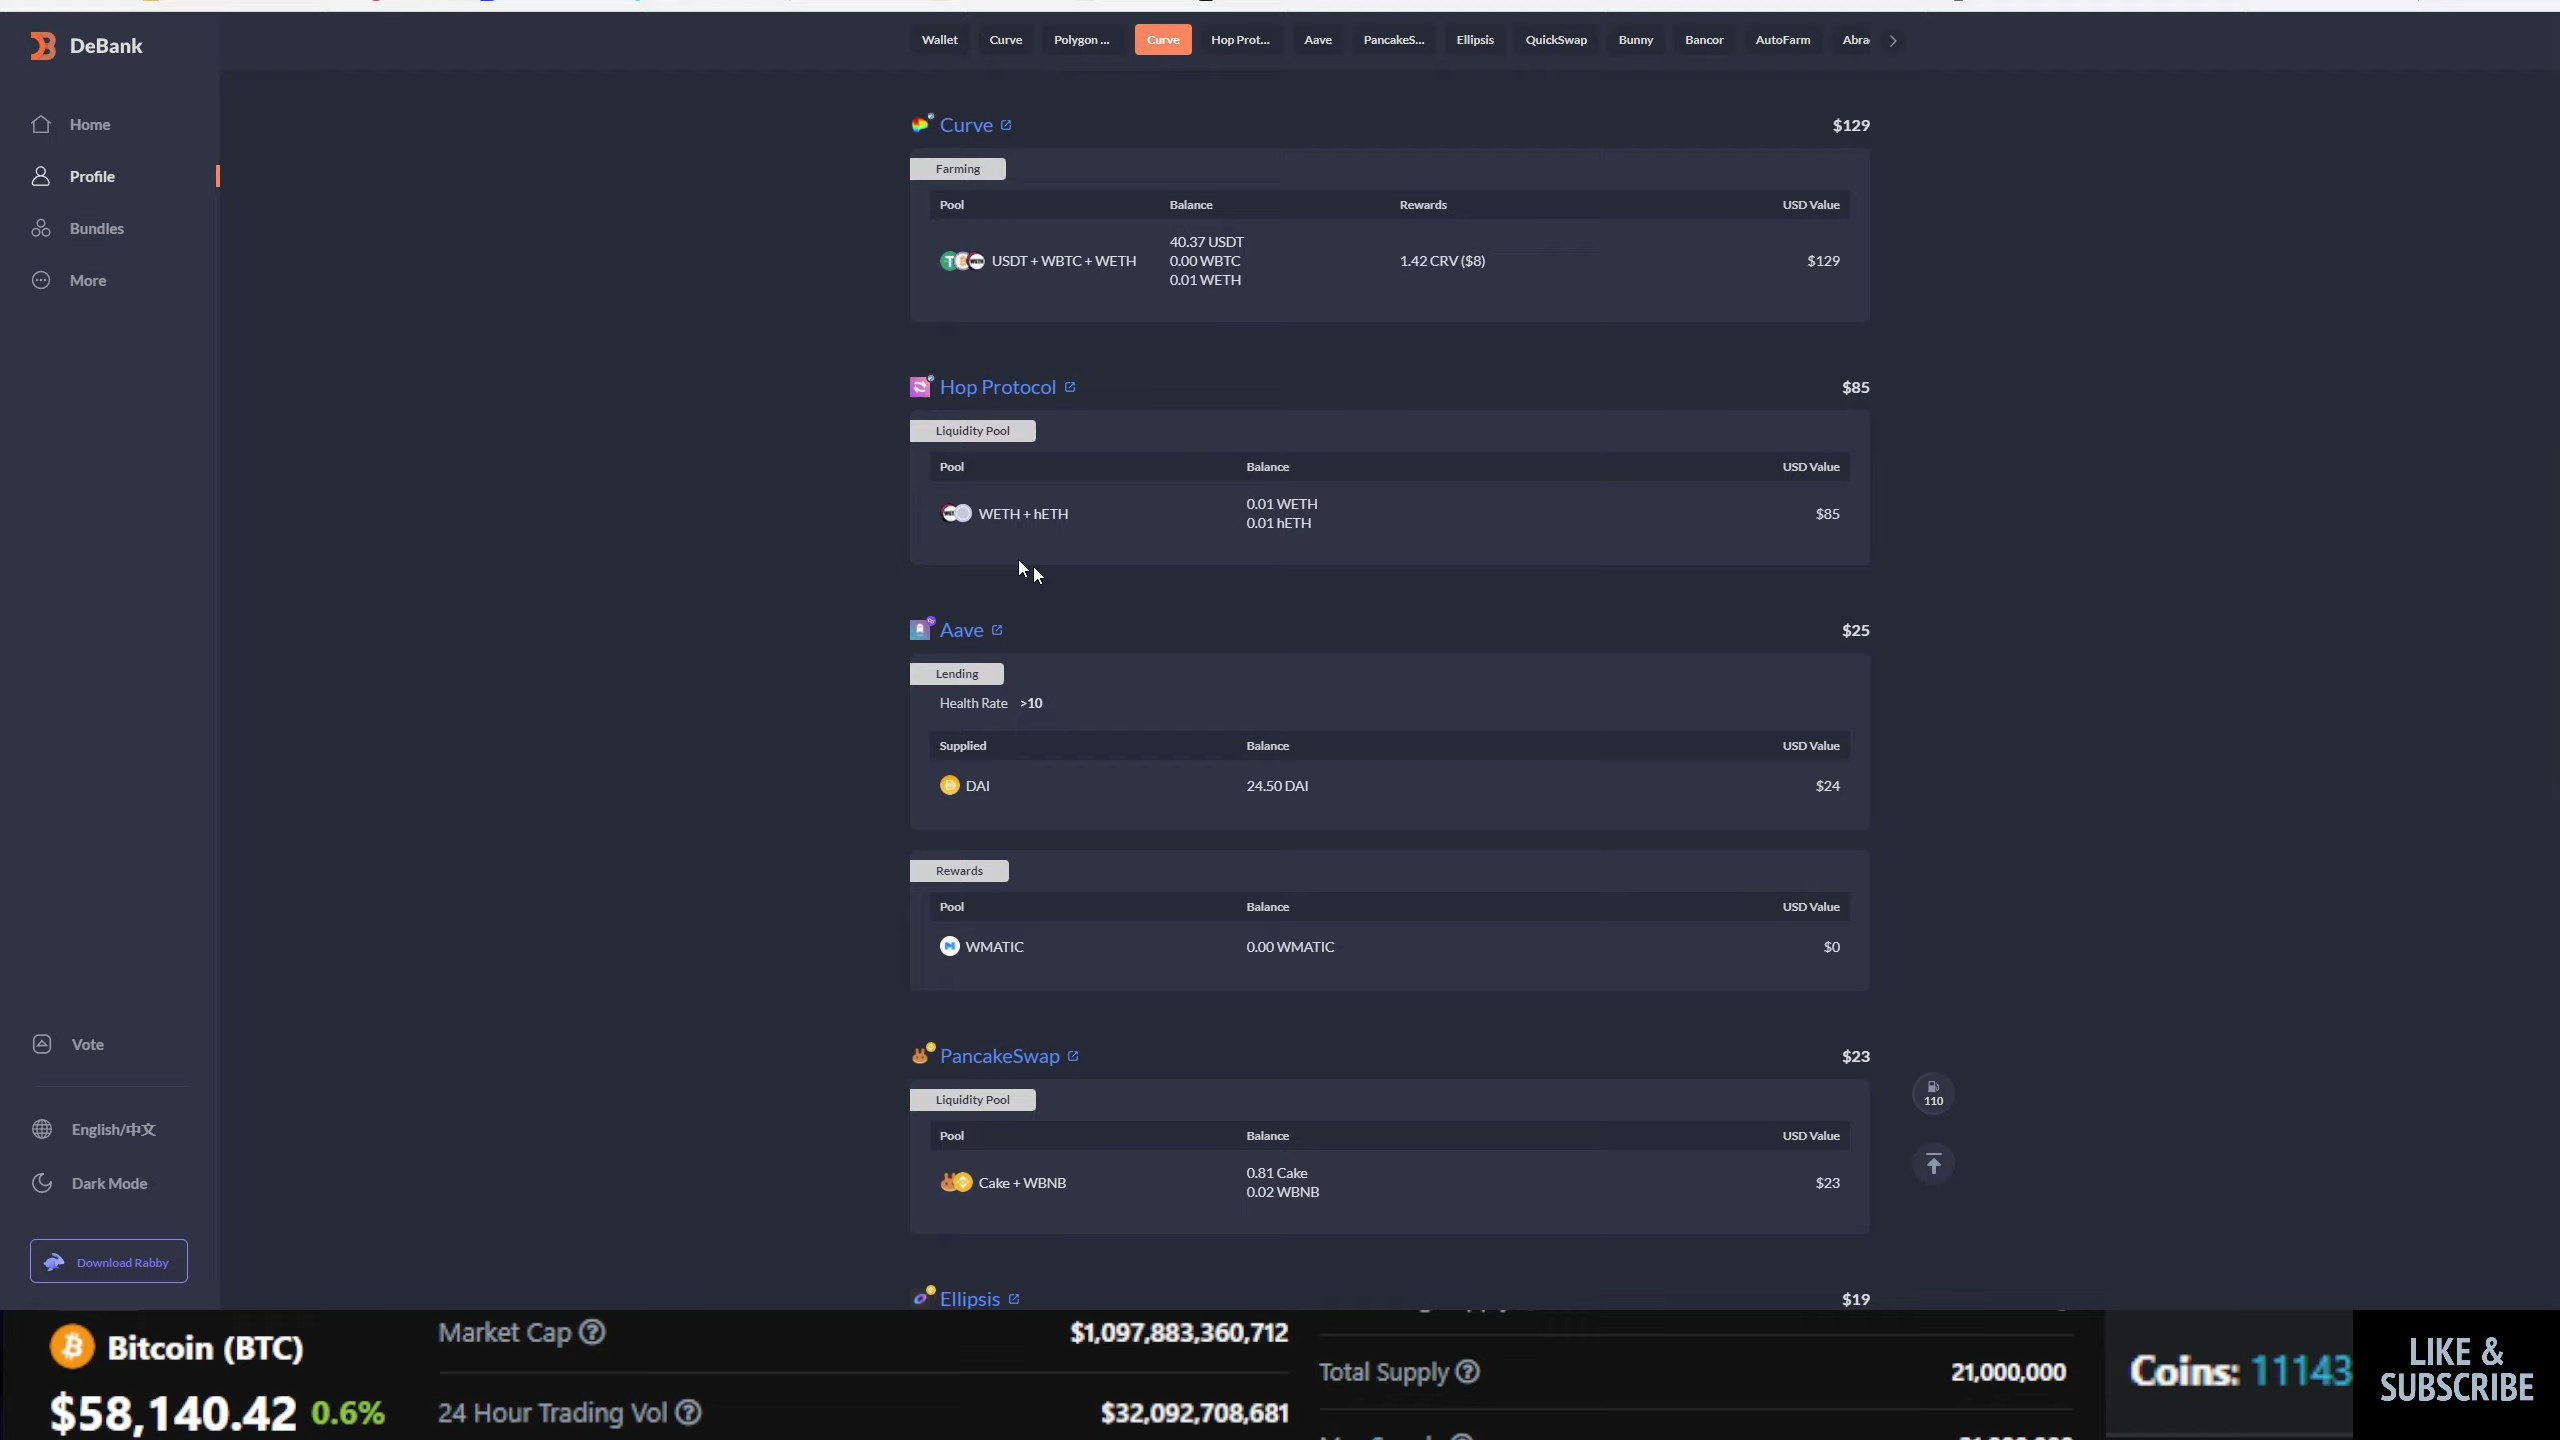 DeBank
Wallet
Curve
Polygon ...
Curve
Hop Prot...
Aave
PancakeS...
Ellipsis
QuickSwap
Bunny
Bancor
AutoFarm
Abra
Home
Profile
Bundles
More
Vote
English/中文
Dark Mode
Download Rabby
Curve
$129
Farming
Pool Balance Rewards USD Value
USDT + WBTC + WETH
40.37 USDT
0.00 WBTC
0.01 WETH
1.42 CRV ($8)
$129
Hop Protocol
$85
Liquidity Pool
Pool Balance USD Value
WETH + hETH
0.01 WETH
0.01 hETH
$85
Aave
$25
Lending
Health Rate >10
Supplied Balance USD Value
DAI 24.50 DAI $24
Rewards
Pool Balance USD Value
WMATIC 0.00 WMATIC $0
PancakeSwap
$23
Liquidity Pool
Pool Balance USD Value
Cake + WBNB
0.81 Cake
0.02 WBNB
$23
110
Ellipsis
$19
Bitcoin (BTC)
$58,140.42 0.6%
Market Cap $1,097,883,360,712
24 Hour Trading Vol $32,092,708,681
Total Supply 21,000,000
Coins: 11143
LIKE &
SUBSCRIBE